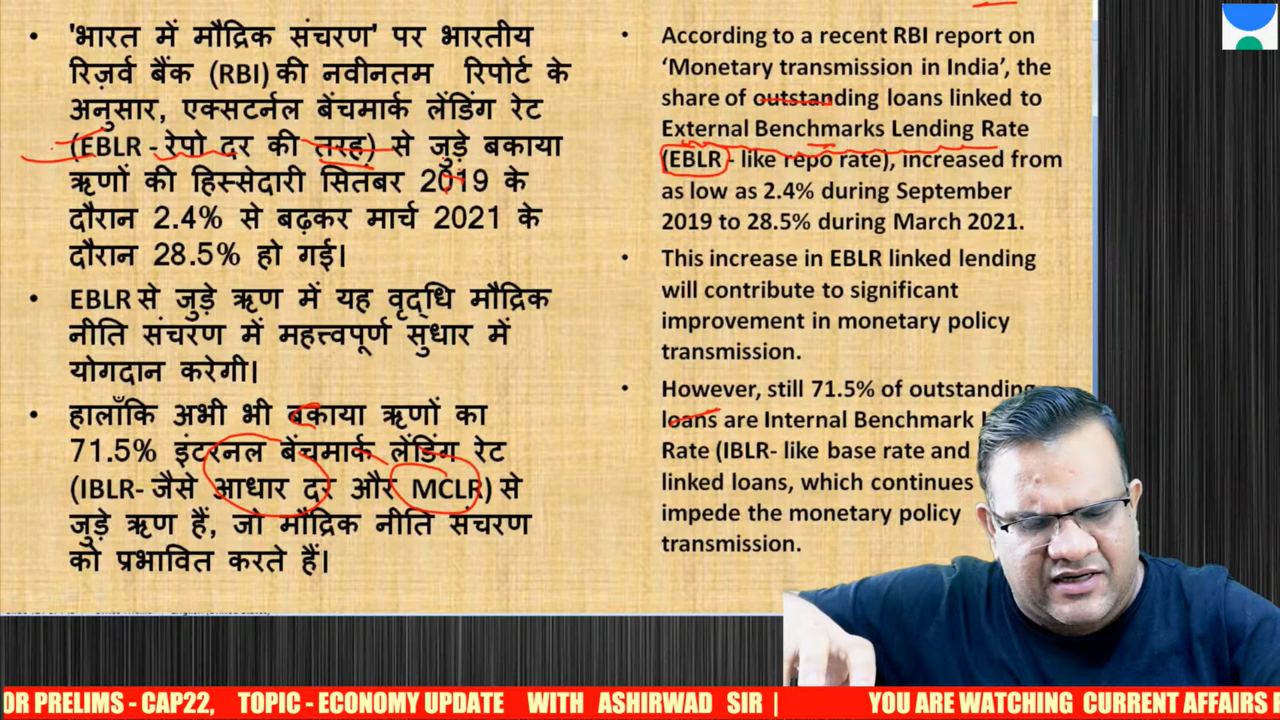 • 'भारत में मौद्रिक संचरण' पर भारतीय
रिज़र्व बैंक (RBI) की नवीनतम रिपोर्ट के
अनुसार, एक्सटर्नल बेंचमार्क लेंडिंग रेट
(EBLR - रेपो दर की तरह) से जुड़े बकाया
ऋणों की हिस्सेदारी सितंबर 2019 के
दौरान 2.4% से बढ़कर मार्च 2021 के
दौरान 28.5% हो गई।
• EBLR से जुड़े ऋण में यह वृद्धि मौद्रिक
नीति संचरण में महत्त्वपूर्ण सुधार में
योगदान करेगी।
• हालाँकि अभी भी बकाया ऋणों का
71.5% इंटरनल बेंचमार्क लेंडिंग रेट
(IBLR- जैसे आधार दर और MCLR) से
जुड़े ऋण हैं, जो मौद्रिक नीति संचरण
को प्रभावित करते हैं।
• According to a recent RBI report on
‘Monetary transmission in India’, the
share of outstanding loans linked to
External Benchmarks Lending Rate
(EBLR - like repo rate), increased from
as low as 2.4% during September
2019 to 28.5% during March 2021.
• This increase in EBLR linked lending
will contribute to significant
improvement in monetary policy
transmission.
• However, still 71.5% of outstanding
loans are Internal Benchmark
Rate (IBLR- like base rate and
linked loans, which continues
impede the monetary policy
transmission.
OR PRELIMS - CAP22, TOPIC - ECONOMY UPDATE WITH ASHIRWAD SIR | YOU ARE WATCHING CURRENT AFFAIRS